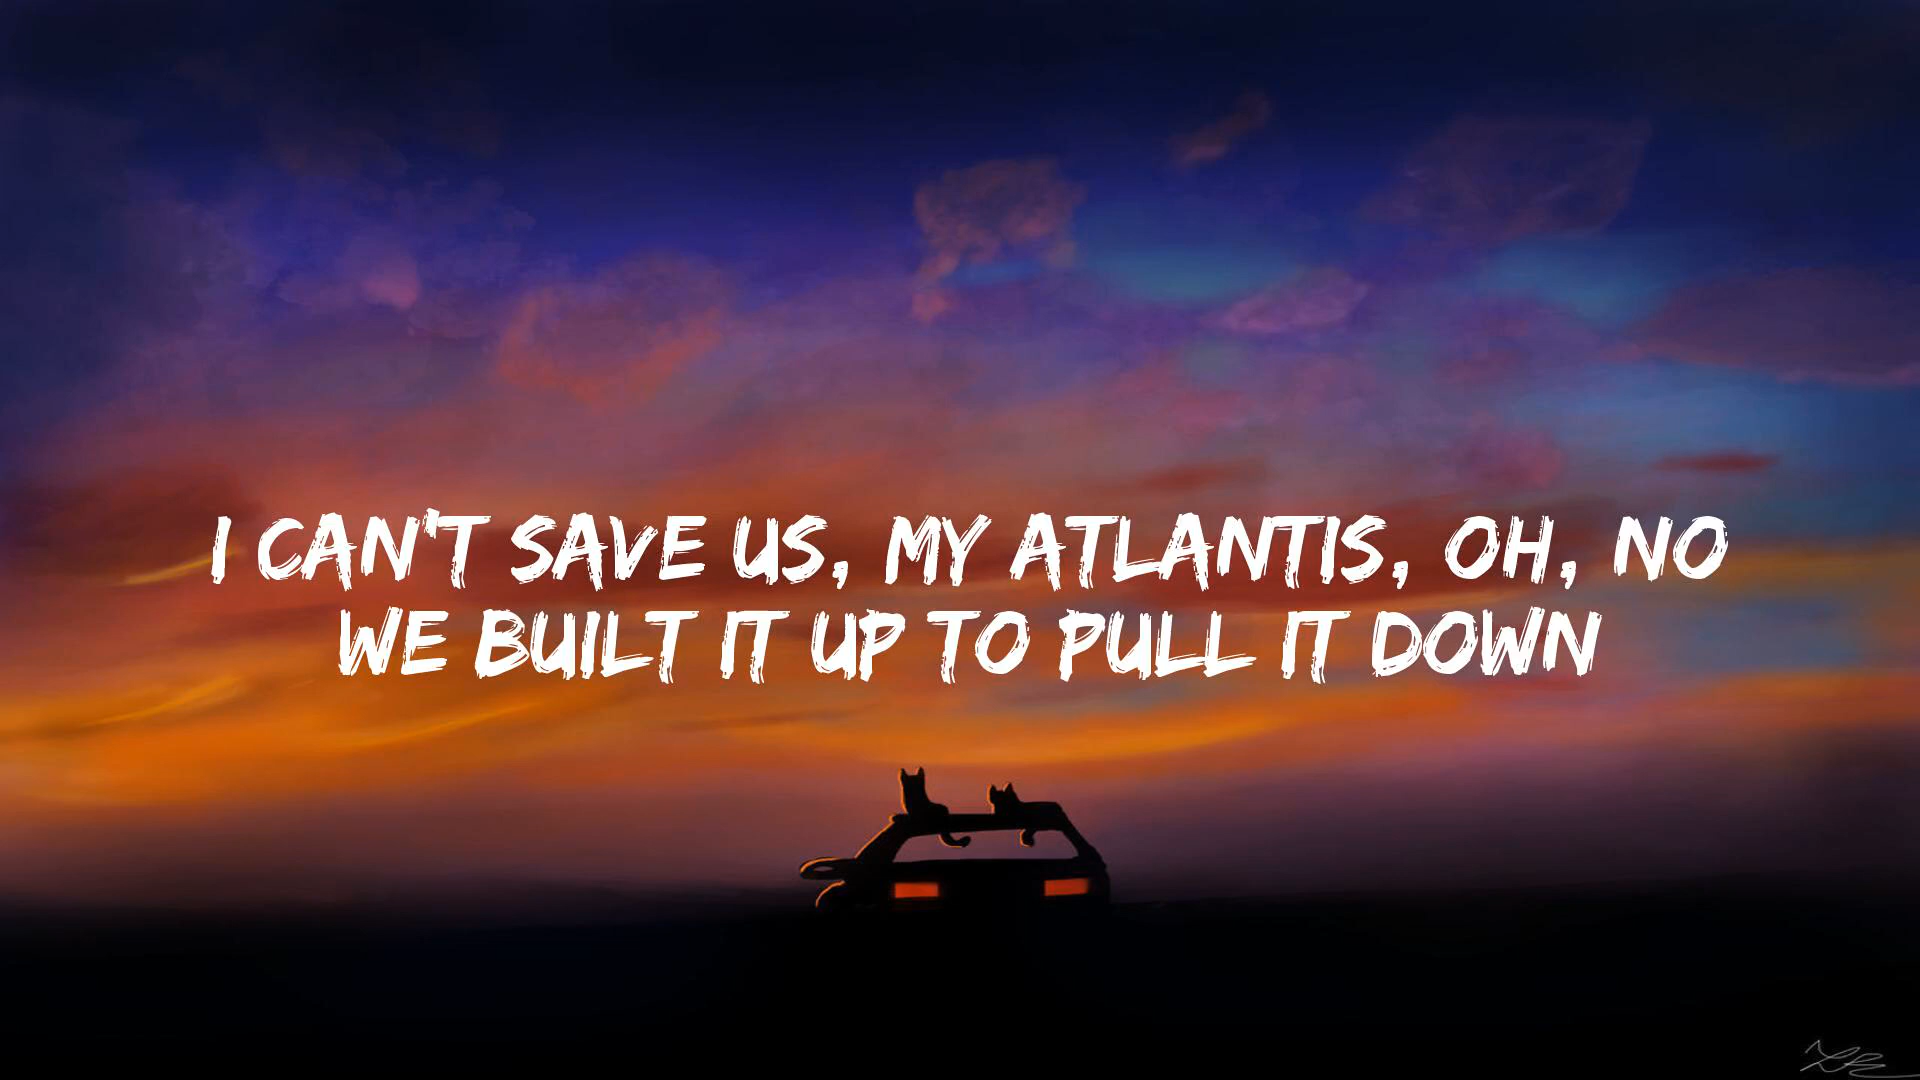 I CAN'T SAVE US, MY ATLANTIS, OH, NO
WE BUILT IT UP TO PULL IT DOWN